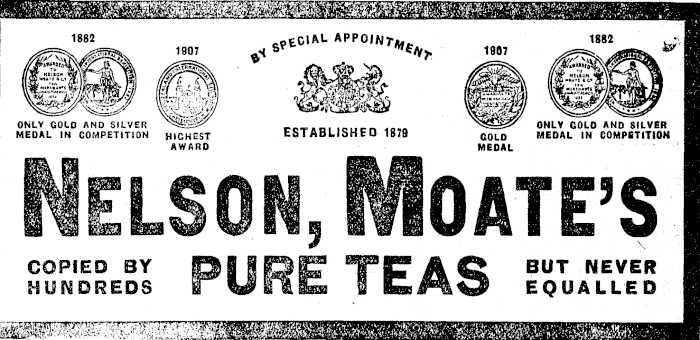 1882
ONLY GOLD AND SILVER
MEDAL IN COMPETITION
1907
HIGHEST
AWARD
BY SPECIAL APPOINTMENT
ESTABLISHED 1879
1907
GOLD
MEDAL
1882
ONLY GOLD AND SILVER
MEDAL IN COMPETITION
NELSON, MOATE'S
COPIED BY
HUNDREDS
PURE TEAS
BUT NEVER
EQUALLED